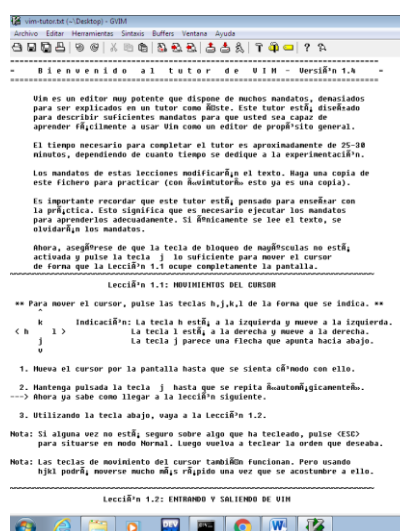 vim-tutor.txt (~\Desktop) - GVIM
Archivo Editar Herramientas Sintaxis Buffers Ventana Ayuda
===============================================================================
= B i e n v e n i d o a l t u t o r d e V I M - VersiÃ³n 1.4 =
===============================================================================
Vim es un editor muy potente que dispone de muchos mandatos, demasiados
para ser explicados en un tutor como Ã©ste. Este tutor estÃ¡ diseÃ±ado
para describir suficientes mandatos para que usted sea capaz de
aprender fÃ¡cilmente a usar Vim como un editor de propÃ³sito general.
El tiempo necesario para completar el tutor es aproximadamente de 25-30
minutos, dependiendo de cuanto tiempo se dedique a la experimentaciÃ³n.
Los mandatos de estas lecciones modificarÃ¡n el texto. Haga una copia de
este fichero para practicar (con Â«vimtutorÂ» esto ya es una copia).
Es importante recordar que este tutor estÃ¡ pensado para enseÃ±ar con
la prÃ¡ctica. Esto significa que es necesario ejecutar los mandatos
para aprenderlos adecuadamente. Si Ãºnicamente se lee el texto, se
olvidarÃ¡n los mandatos.
Ahora, asegÃºrese de que la tecla de bloqueo de mayÃºsculas no estÃ¡
activada y pulse la tecla j lo suficiente para mover el cursor
de forma que la LecciÃ³n 1.1 ocupe completamente la pantalla.
~~~~~~~~~~~~~~~~~~~~~~~~~~~~~~~~~~~~~~~~~~~~~~~~~~~~~~~~~~~~~~~~~~~~~~~~~~~~~~~
LecciÃ³n 1.1: MOVIMIENTOS DEL CURSOR
** Para mover el cursor, pulse las teclas h,j,k,l de la forma que se indica. **
^
k IndicaciÃ³n: La tecla h estÃ¡ a la izquierda y mueve a la izquierda.
< h l > La tecla l estÃ¡ a la derecha y mueve a la derecha.
j La tecla j parece una flecha que apunta hacia abajo.
v
1. Mueva el cursor por la pantalla hasta que se sienta cÃ³modo con ello.
2. Mantenga pulsada la tecla j hasta que se repita Â«automÃ¡gicamenteÂ».
---> Ahora ya sabe como llegar a la lecciÃ³n siguiente.
3. Utilizando la tecla abajo, vaya a la LecciÃ³n 1.2.
Nota: Si alguna vez no estÃ¡ seguro sobre algo que ha tecleado, pulse <ESC>
para situarse en modo Normal. Luego vuelva a teclear la orden que deseaba.
Nota: Las teclas de movimiento del cursor tambiÃ©n funcionan. Pero usando
hjkl podrÃ¡ moverse mucho mÃ¡s rÃ¡pido una vez que se acostumbre a ello.
~~~~~~~~~~~~~~~~~~~~~~~~~~~~~~~~~~~~~~~~~~~~~~~~~~~~~~~~~~~~~~~~~~~~~~~~~~~~~~~
LecciÃ³n 1.2: ENTRANDO Y SALIENDO DE VIM
DEV